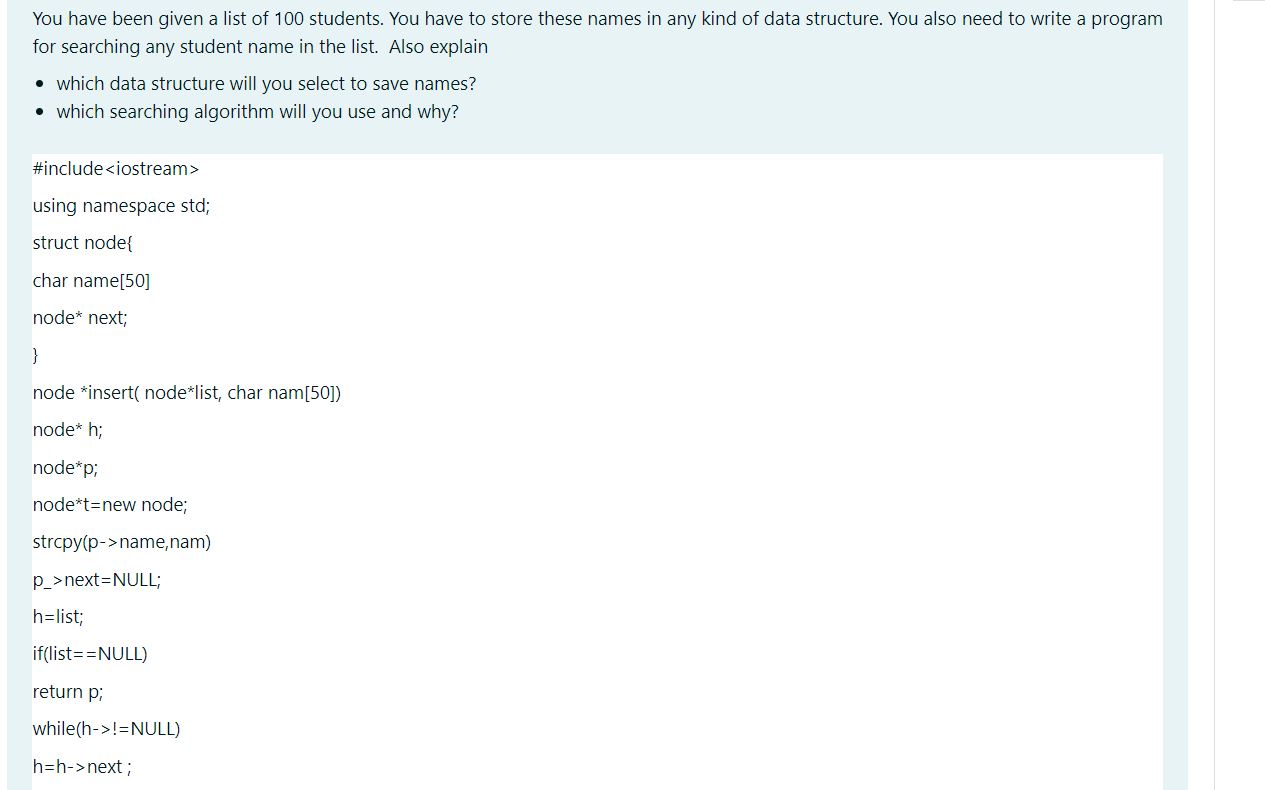 You have been given a list of 100 students. You have to store these names in any kind of data structure. You also need to write a program
for searching any student name in the list. Also explain
• which data structure will you select to save names?
• which searching algorithm will you use and why?
#include<iostream>
using namespace std;
struct node{
char name[50]
node* next;
}
node *insert( node*list, char nam[50])
node* h;
node*p;
node*t=new node;
strcpy(p->name,nam)
p_>next=NULL;
h=list;
if(list==NULL)
return p;
while(h->!=NULL)
h=h->next ;